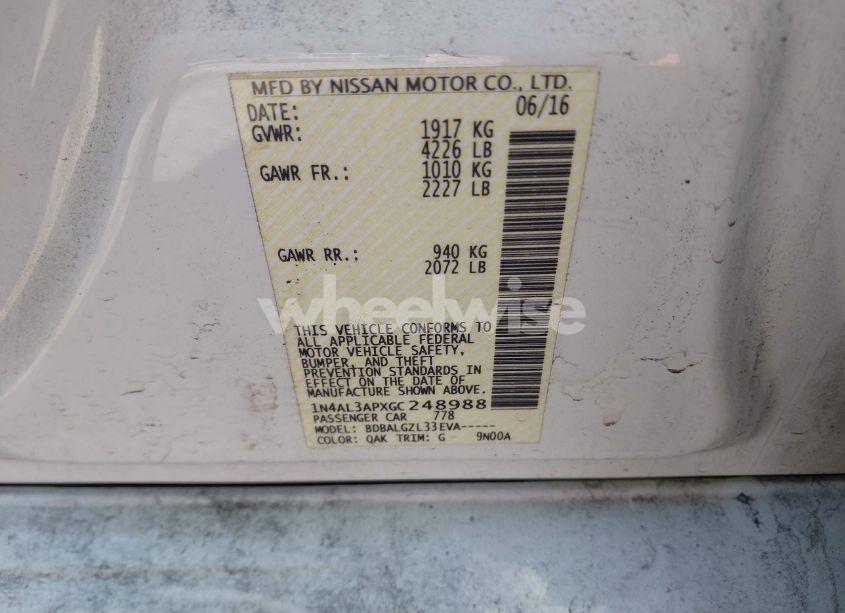 MFD BY NISSAN MOTOR CO., LTD.
DATE: 06/16
GVWR: 1917 KG
4226 LB
GAWR FR.: 1010 KG
2227 LB
GAWR RR.: 940 KG
2072 LB
wheelwise
THIS VEHICLE CONFORMS TO
ALL APPLICABLE FEDERAL
MOTOR VEHICLE SAFETY,
BUMPER, AND THEFT
PREVENTION STANDARDS IN
EFFECT ON THE DATE OF
MANUFACTURE SHOWN ABOVE.
1N4AL3APXGC248988
PASSENGER CAR 778
MODEL: BDBALGZL33EVA-----
COLOR: QAK TRIM: G 9N00A